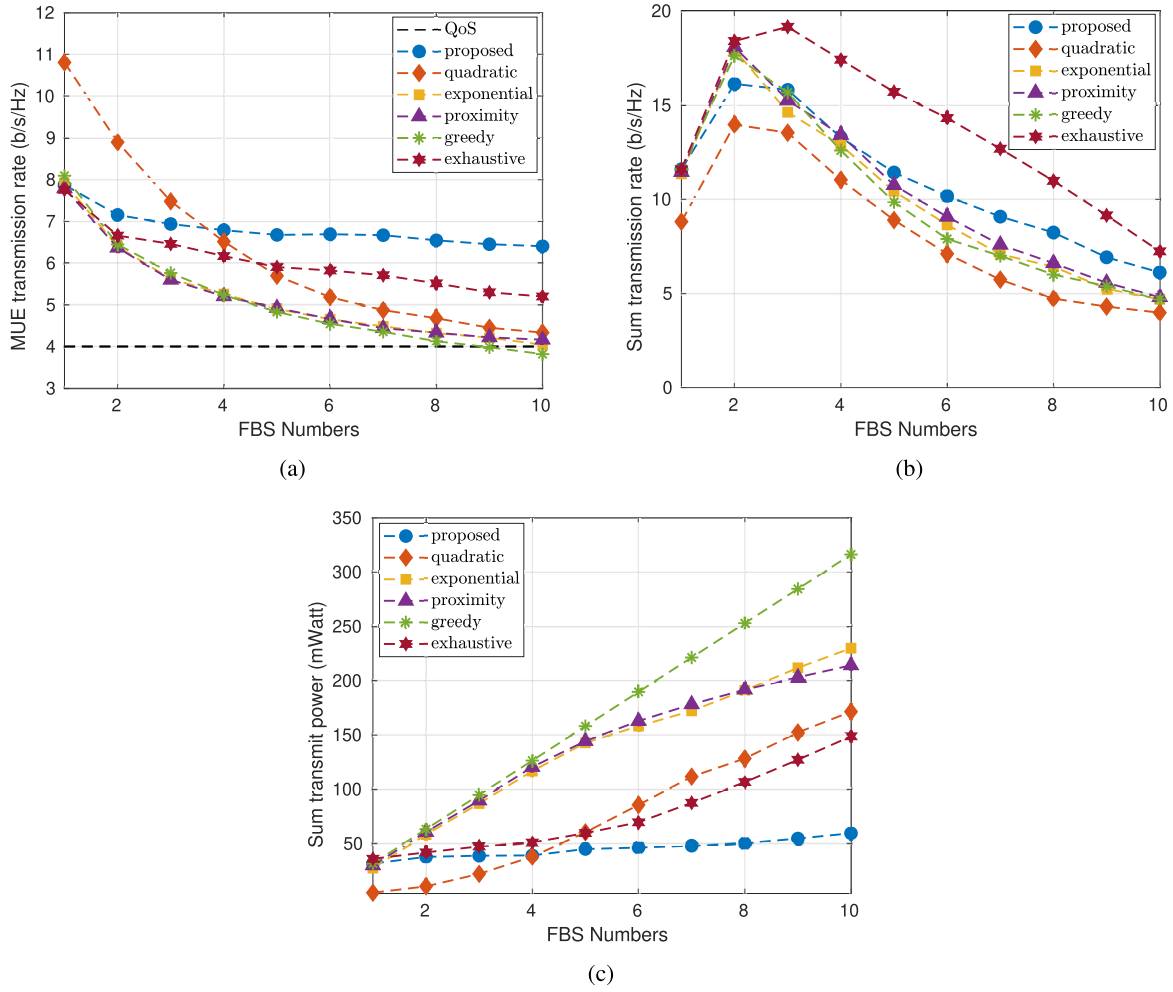 12
11
10
9
8
7
6
5
4
3
2
4
6
8
10
MUE transmission rate (b/s/Hz)
FBS Numbers
QoS
proposed
quadratic
exponential
proximity
greedy
exhaustive
(a)
20
15
10
5
0
2
4
6
8
10
Sum transmission rate (b/s/Hz)
FBS Numbers
proposed
quadratic
exponential
proximity
greedy
exhaustive
(b)
350
300
250
200
150
100
50
2
4
6
8
10
Sum transmit power (mWatt)
FBS Numbers
proposed
quadratic
exponential
proximity
greedy
exhaustive
(c)